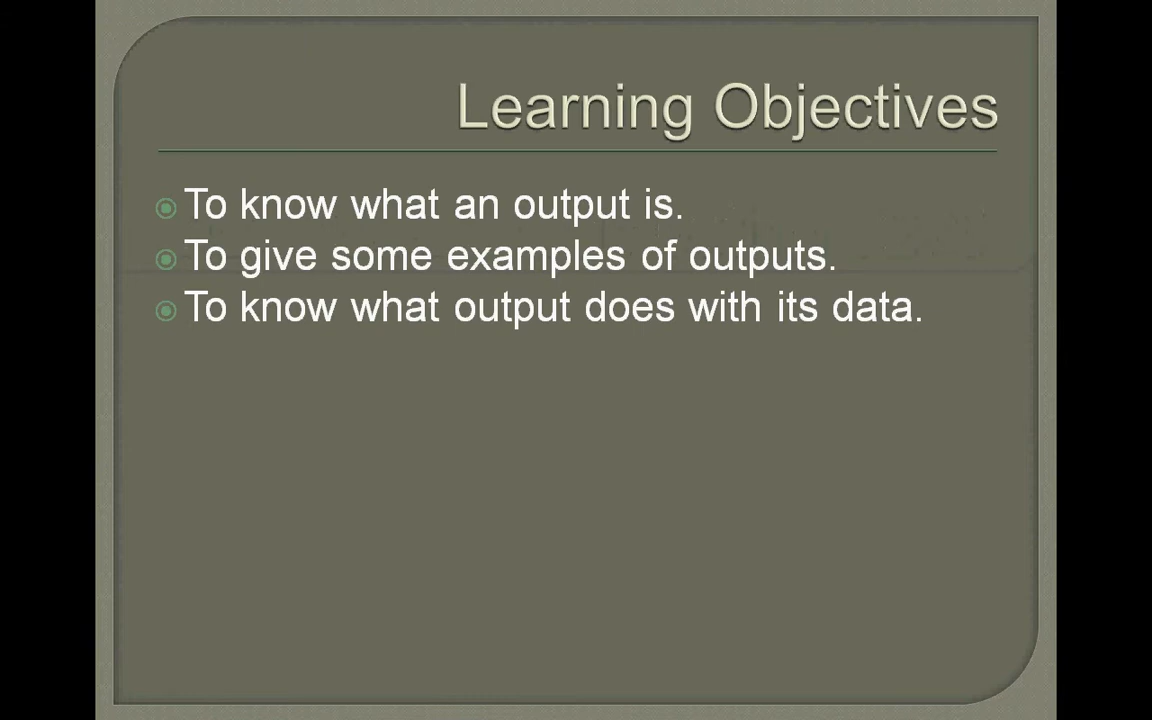 Learning Objectives
To know what an output is.
To give some examples of outputs.
To know what output does with its data.